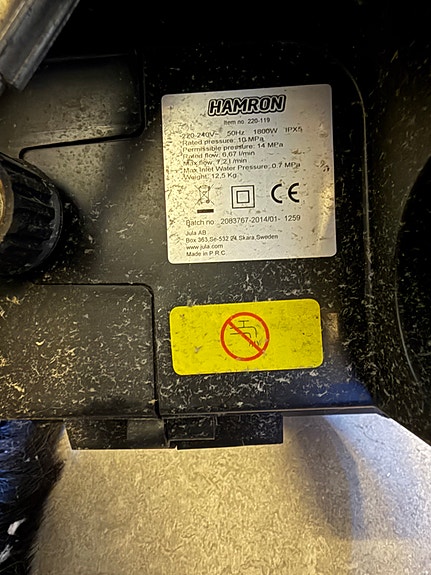 HAMRON
Item no. 220-119
220-240V~ 50Hz 1800W IPX5
Rated pressure: 10 MPa
Permissible pressure: 14 MPa
Rated flow: 6,67 l/min
Max flow: 7,2 l/min
Max Inlet Water Pressure: 0.7 MPa
Weight: 12,5 Kg
CE
Batch no.: 2083767-2014/01- 1259
Jula AB
Box 363,Se-532 24,Skara,Sweden
www.jula.com
Made in P.R.C.